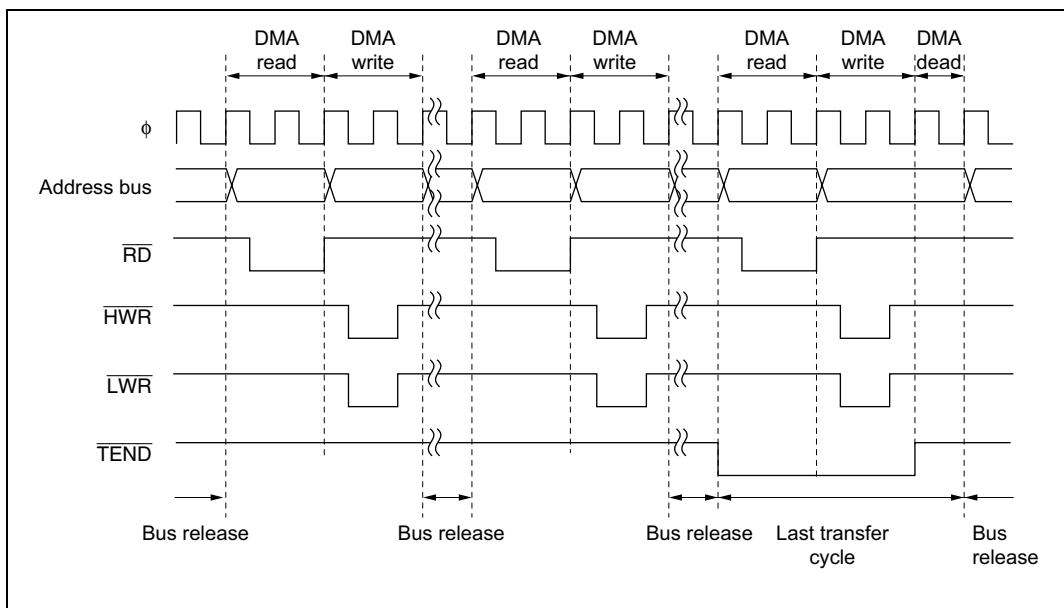 DMA read
DMA write
DMA read
DMA write
DMA read
DMA write
DMA dead
φ
Address bus
RD
HWR
LWR
TEND
Bus release
Bus release
Bus release
Last transfer cycle
Bus release